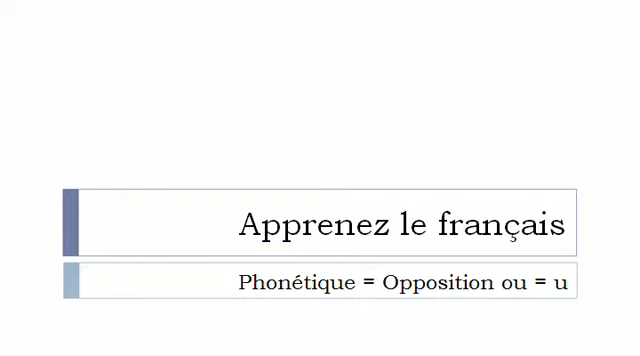 Apprenez le français
Phonétique = Opposition ou = u